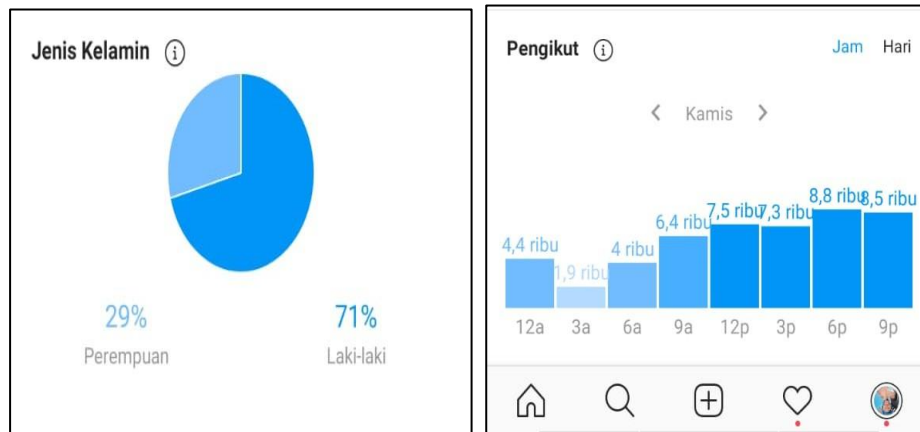 Jenis Kelamin
29%
Perempuan
71%
Laki-laki
Pengikut
Jam Hari
Kamis
4,4 ribu 1,9 ribu 4 ribu 6,4 ribu 7,5 ribu 7,3 ribu 8,8 ribu 8,5 ribu
12a 3a 6a 9a 12p 3p 6p 9p